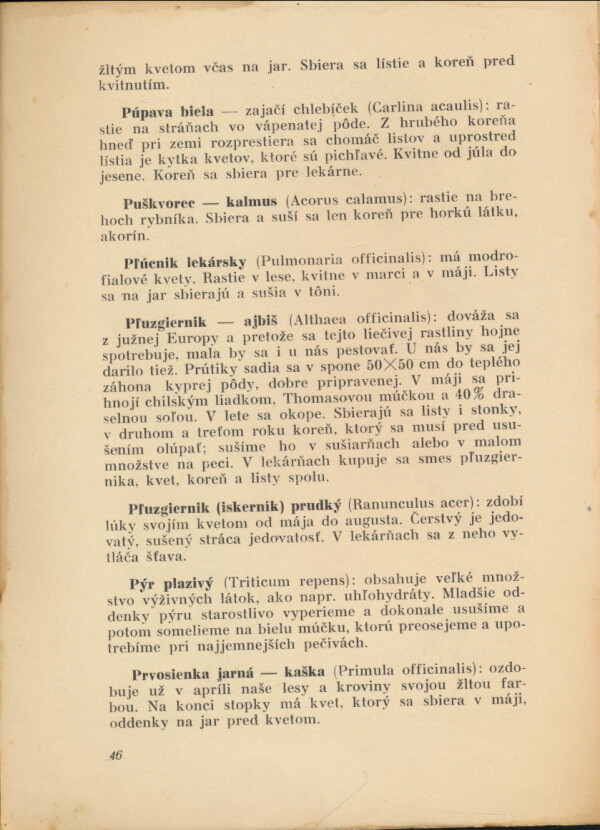 žltým kvetom včas na jar. Sbiera sa lístie a koreň pred
kvitnutím.
Púpava biela — zajačí chlebíček (Carlina acaulis): ra-
stie na stráňach vo vápenatej pôde. Z hrubého koreňa
hneď pri zemi rozprestiera sa chomáč listov a uprostred
lístia je kytka kvetov, ktoré sú pichľavé. Kvitne od júla do
jesene. Koreň sa sbiera pre lekárne.
Puškvorec — kalmus (Acorus calamus): rastie na bre-
hoch rybníka. Sbiera a suší sa len koreň pre horkú látku,
akorín.
Pľúcnik lekársky (Pulmonaria officinalis): má modro-
fialové kvety. Rastie v lese, kvitne v marci a v máji. Listy
sa na jar sbierajú a sušia v tôni.
Pľuzgiernik — ajbiš (Althaea officinalis): dováža sa
z južnej Europy a pretože sa tejto liečivej rastliny hojne
spotrebuje, mala by sa i u nás pestovať. U nás by sa jej
darilo tiež. Prútiky sadia sa v spone 50×50 cm do teplého
záhona kyprej pôdy, dobre pripravenej. V máji sa pri-
hnojí chilským liadkom, Thomasovou múčkou a 40% dra-
selnou soľou. V lete sa okope. Sbierajú sa listy i stonky,
v druhom a treťom roku koreň, ktorý sa musí pred usu-
šením olúpať; sušíme ho v sušiarňach alebo v malom
množstve na peci. V lekárňach kupuje sa smes pľuzgier-
nika, kvet, koreň a listy spolu.
Pľuzgiernik (iskerník) prudký (Ranunculus acer): zdobí
lúky svojím kvetom od mája do augusta. Čerstvý je jedo-
vatý, sušený stráca jedovatosť. V lekárňach sa z neho vy-
tláča šťava.
Pýr plazivý (Triticum repens): obsahuje veľké množ-
stvo výživných látok, ako napr. uhľohydráty. Mladšie od-
denky pýru starostlivo vyperieme a dokonale usušíme a
potom somelieme na bielu múčku, ktorú preosejeme a upo-
trebíme pri najjemnejších pečivách.
Prvosienka jarná — kaška (Primula officinalis): ozdo-
buje už v apríli naše lesy a kroviny svojou žltou far-
bou. Na konci stopky má kvet, ktorý sa sbiera v máji,
oddenky na jar pred kvetom.
46